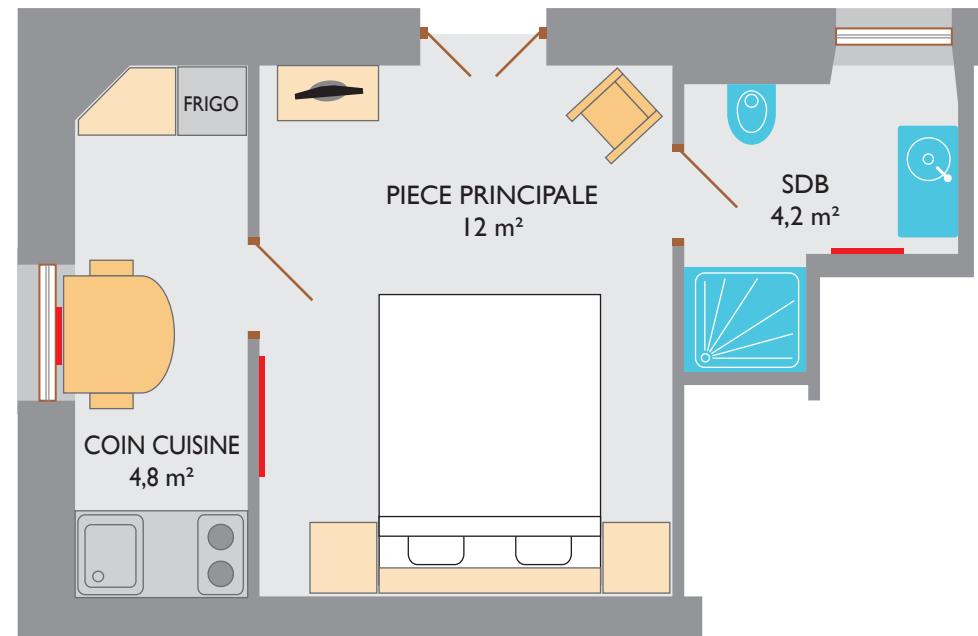 FRIGO
PIECE PRINCIPALE
12 m²
SDB
4,2 m²
COIN CUISINE
4,8 m²